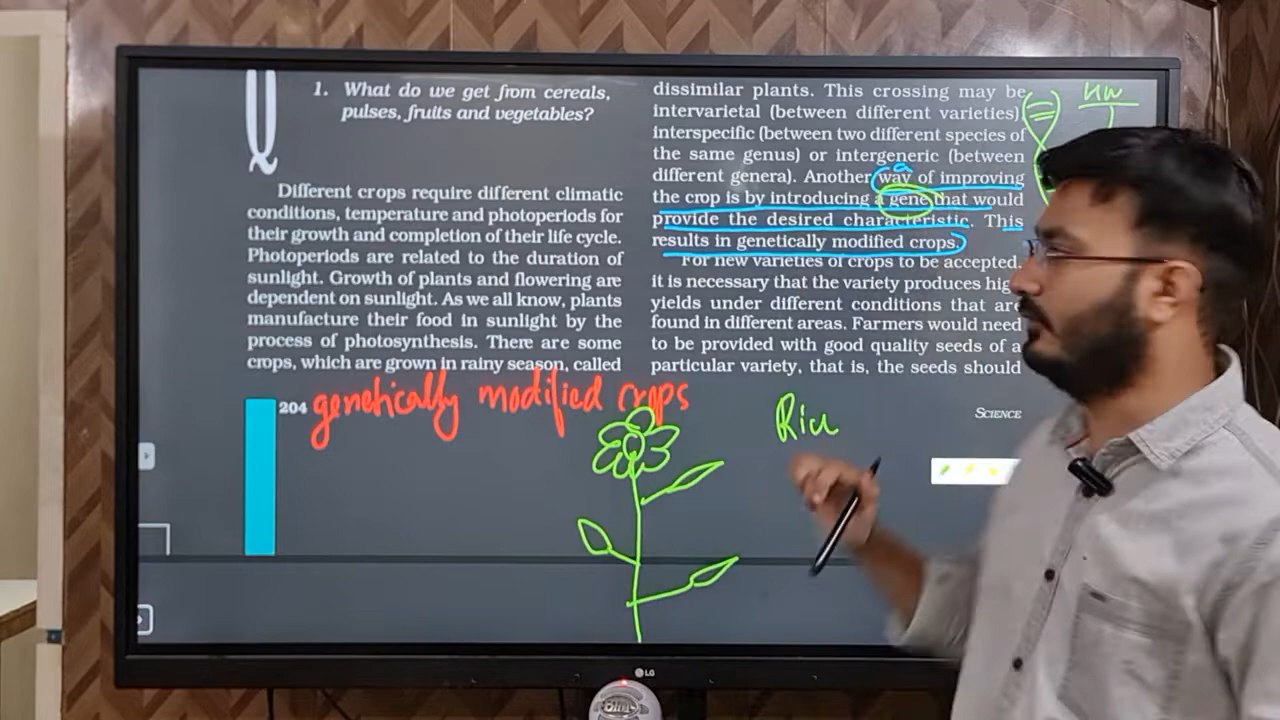 1. What do we get from cereals,
pulses, fruits and vegetables?
Different crops require different climatic
conditions, temperature and photoperiods for
their growth and completion of their life cycle.
Photoperiods are related to the duration of
sunlight. Growth of plants and flowering are
dependent on sunlight. As we all know, plants
manufacture their food in sunlight by the
process of photosynthesis. There are some
crops, which are grown in rainy season, called
dissimilar plants. This crossing may be
intervarietal (between different varieties),
interspecific (between two different species of
the same genus) or intergeneric (between
different genera). Another way of improving
the crop is by introducing a gene that would
provide the desired characteristic. This
results in genetically modified crops.
For new varieties of crops to be accepted,
it is necessary that the variety produces high
yields under different conditions that are
found in different areas. Farmers would need
to be provided with good quality seeds of a
particular variety, that is, the seeds should
204
genetically modified crops
Rice
SCIENCE
Q
LG